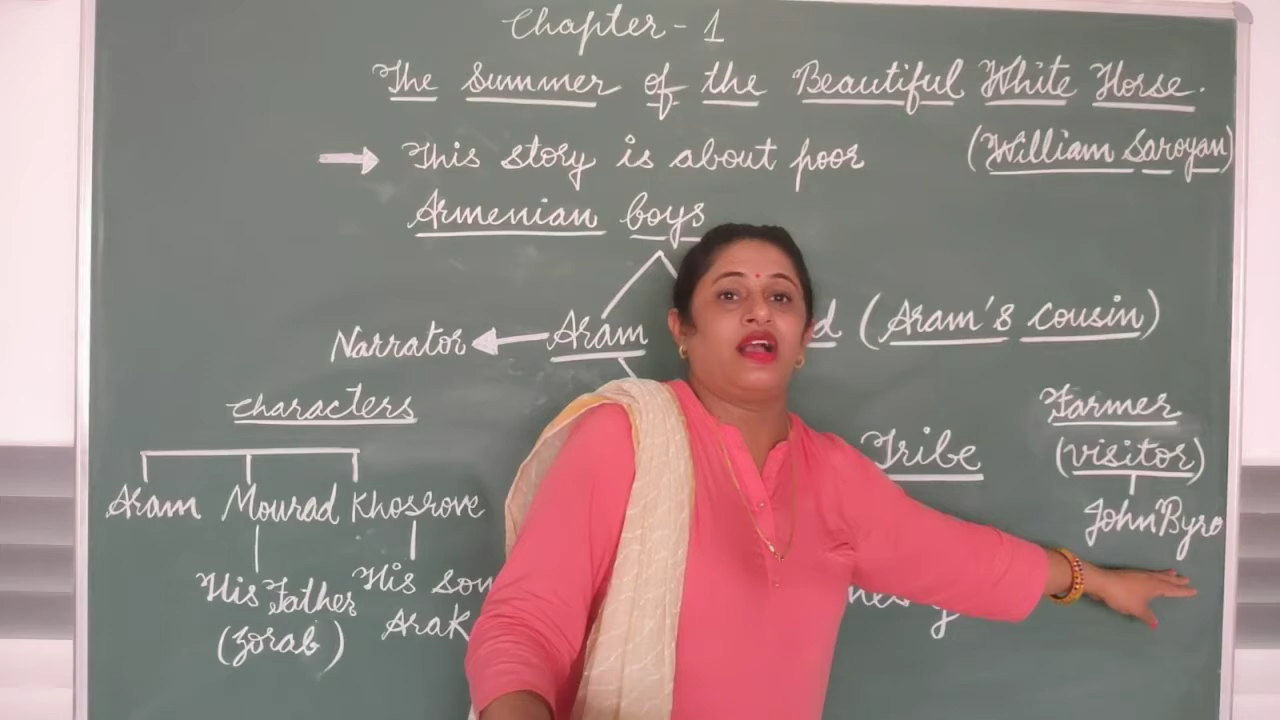 Chapter - 1
The Summer of the Beautiful White Horse.
(William Saroyan)
→ This story is about poor
Armenian boys
Narrator ← Aram d (Aram's cousin)
Characters
Aram Mourad Khosrove
His Father
(Zorab)
His son
Arak
Tribe
Farmer
(visitor)
John Byro